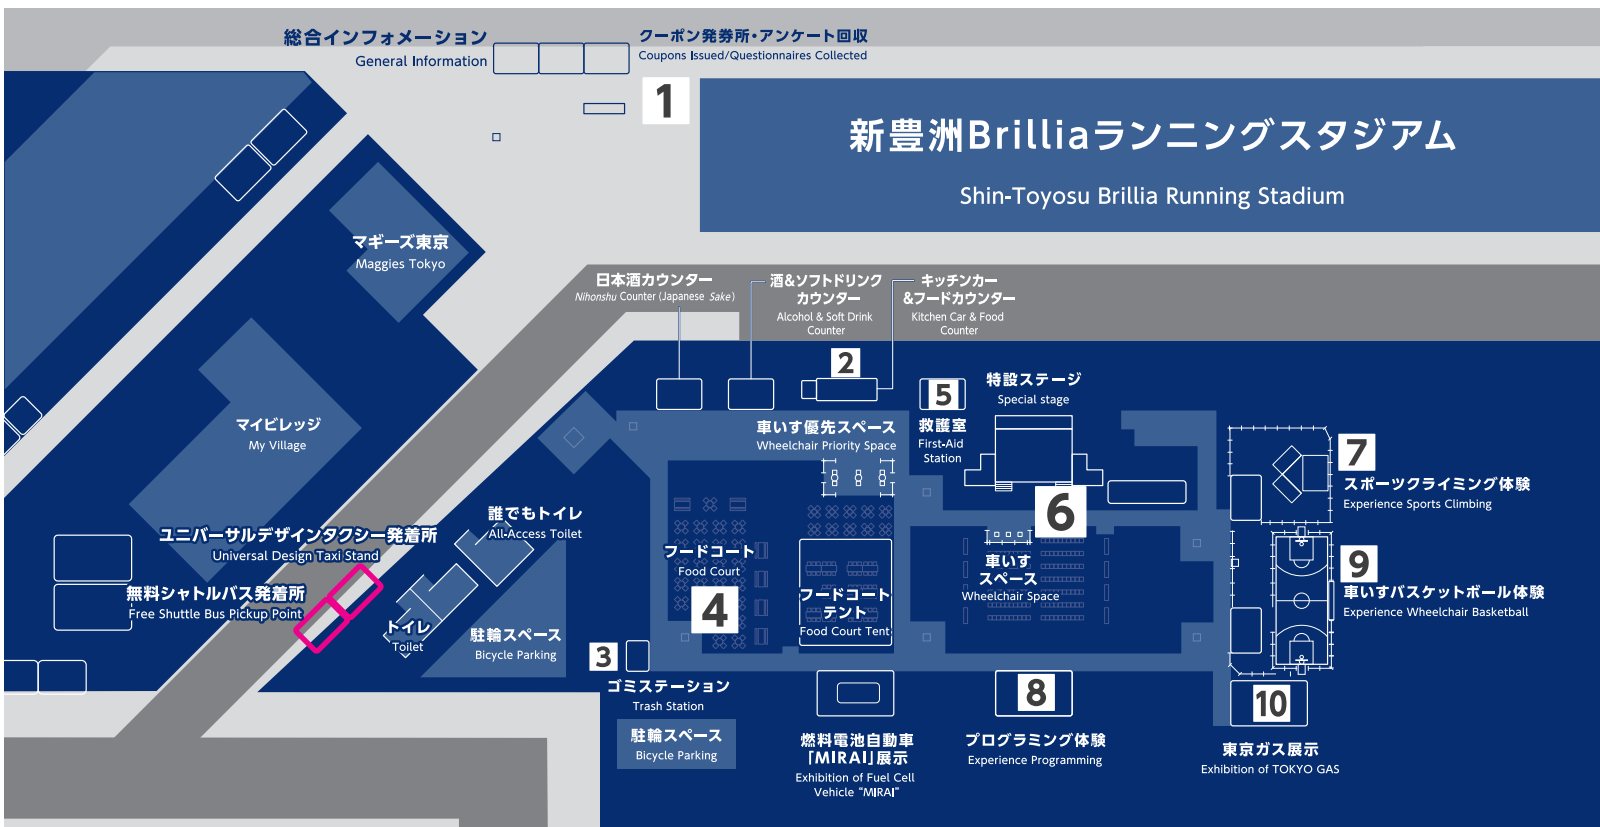 総合インフォメーション
General Information
クーポン発券所・アンケート回収
Coupons Issued/Questionnaires Collected
1
新豊洲Brilliaランニングスタジアム
Shin-Toyosu Brillia Running Stadium
マギーズ東京
Maggies Tokyo
日本酒カウンター
Nihonshu Counter (Japanese Sake)
酒&ソフトドリンク
カウンター
Alcohol & Soft Drink
Counter
キッチンカー
&フードカウンター
Kitchen Car & Food
Counter
2
5
救護室
First-Aid
Station
特設ステージ
Special stage
マイビレッジ
My Village
車いす優先スペース
Wheelchair Priority Space
7
スポーツクライミング体験
Experience Sports Climbing
6
車いす
スペース
Wheelchair Space
誰でもトイレ
All-Access Toilet
ユニバーサルデザインタクシー発着所
Universal Design Taxi Stand
無料シャトルバス発着所
Free Shuttle Bus Pickup Point
フードコート
Food Court
4
フードコート
テント
Food Court Tent
9
車いすバスケットボール体験
Experience Wheelchair Basketball
トイレ
Toilet
駐輪スペース
Bicycle Parking
3
ゴミステーション
Trash Station
駐輪スペース
Bicycle Parking
燃料電池自動車
「MIRAI」展示
Exhibition of Fuel Cell
Vehicle "MIRAI"
8
プログラミング体験
Experience Programming
10
東京ガス展示
Exhibition of TOKYO GAS